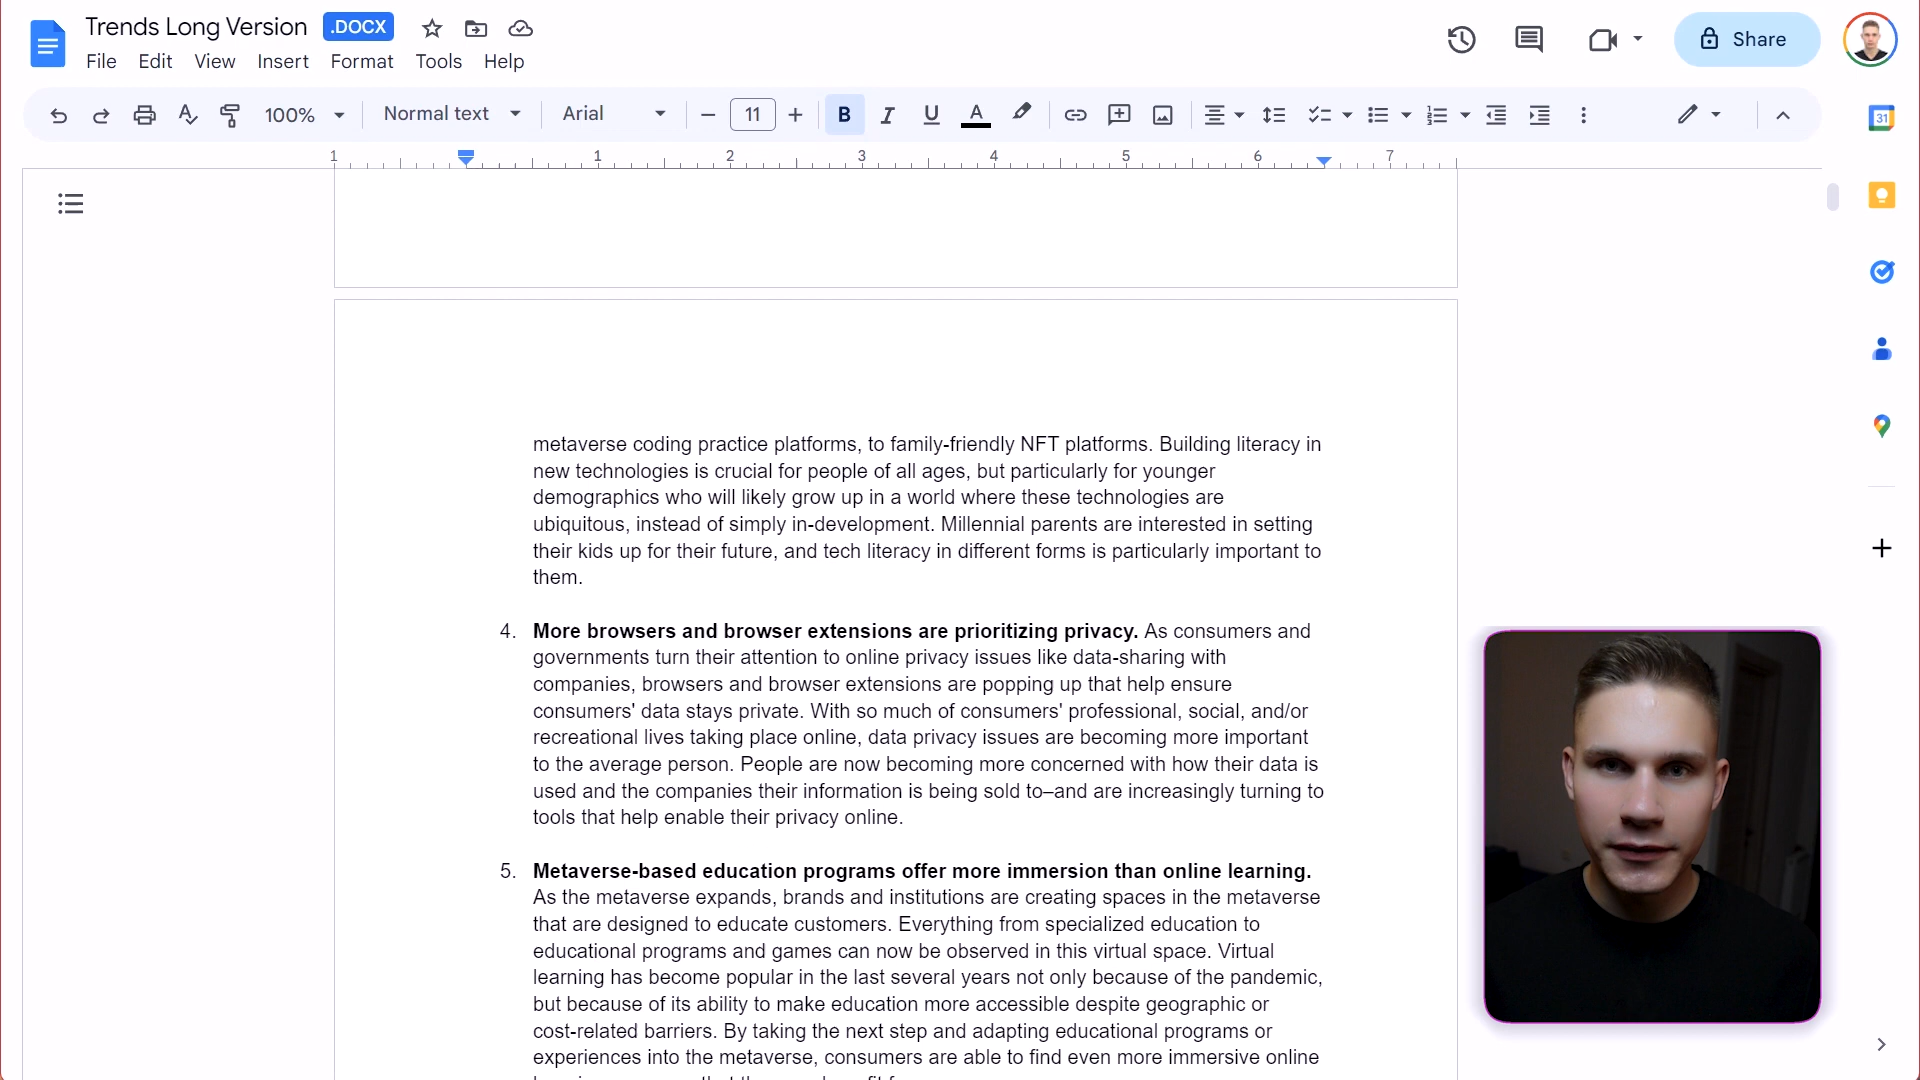 Trends Long Version .DOCX
File Edit View Insert Format Tools Help
Share
100% Normal text Arial 11 B I U A
31
1 1 2 3 4 5 6 7
metaverse coding practice platforms, to family-friendly NFT platforms. Building literacy in
new technologies is crucial for people of all ages, but particularly for younger
demographics who will likely grow up in a world where these technologies are
ubiquitous, instead of simply in-development. Millennial parents are interested in setting
their kids up for their future, and tech literacy in different forms is particularly important to
them.
4. More browsers and browser extensions are prioritizing privacy. As consumers and
governments turn their attention to online privacy issues like data-sharing with
companies, browsers and browser extensions are popping up that help ensure
consumers' data stays private. With so much of consumers' professional, social, and/or
recreational lives taking place online, data privacy issues are becoming more important
to the average person. People are now becoming more concerned with how their data is
used and the companies their information is being sold to–and are increasingly turning to
tools that help enable their privacy online.
5. Metaverse-based education programs offer more immersion than online learning.
As the metaverse expands, brands and institutions are creating spaces in the metaverse
that are designed to educate customers. Everything from specialized education to
educational programs and games can now be observed in this virtual space. Virtual
learning has become popular in the last several years not only because of the pandemic,
but because of its ability to make education more accessible despite geographic or
cost-related barriers. By taking the next step and adapting educational programs or
experiences into the metaverse, consumers are able to find even more immersive online